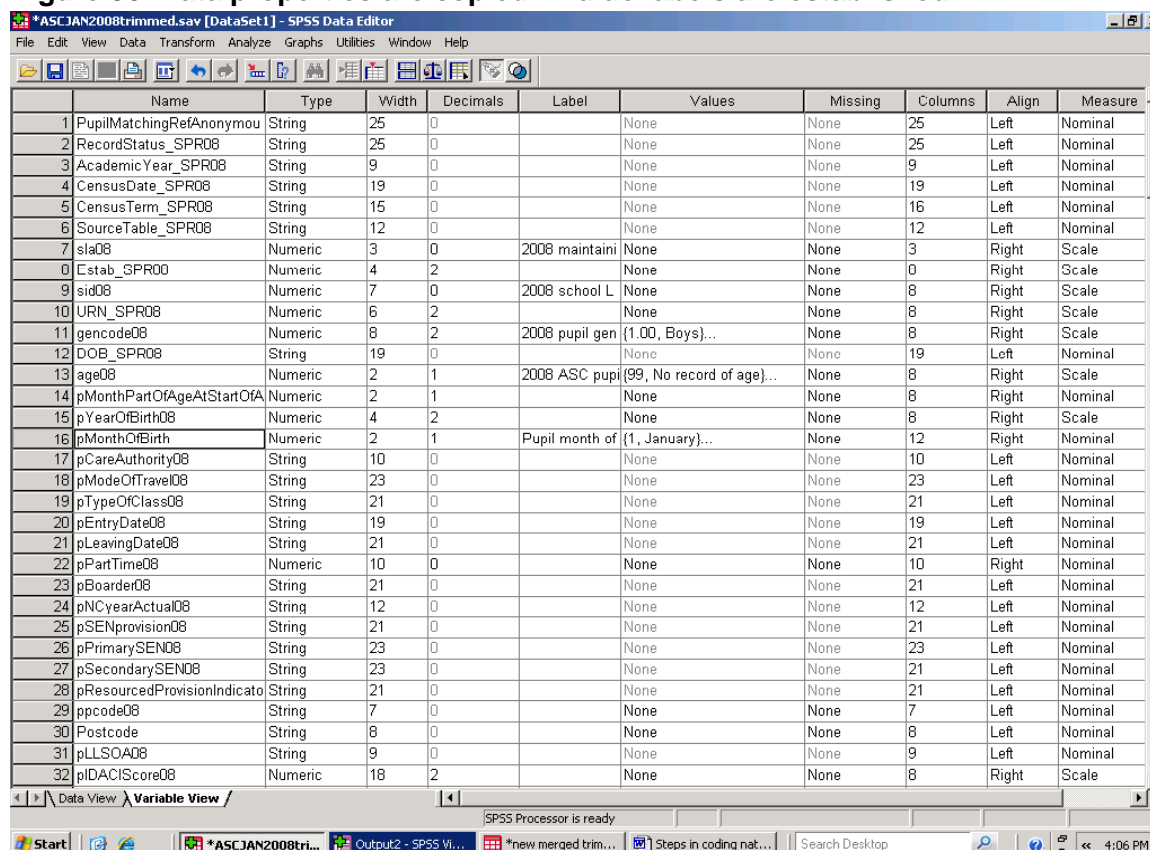 *ASCJAN2008trimmed.sav [DataSet1] - SPSS Data Editor
File Edit View Data Transform Analyze Graphs Utilities Window Help
Name Type Width Decimals Label Values Missing Columns Align Measure
1 PupilMatchingRefAnonymou String 25 0 None None 25 Left Nominal
2 RecordStatus_SPR08 String 25 0 None None 25 Left Nominal
3 AcademicYear_SPR08 String 9 0 None None 9 Left Nominal
4 CensusDate_SPR08 String 19 0 None None 19 Left Nominal
5 CensusTerm_SPR08 String 15 0 None None 16 Left Nominal
6 SourceTable_SPR08 String 12 0 None None 12 Left Nominal
7 sla08 Numeric 3 0 2008 maintaini None None 3 Right Scale
8 Estab_SPR08 Numeric 4 2 None None 8 Right Scale
9 sid08 Numeric 7 0 2008 school L None None 8 Right Scale
10 URN_SPR08 Numeric 6 2 None None 8 Right Scale
11 gencode08 Numeric 8 2 2008 pupil gen {1.00, Boys}... None 8 Right Scale
12 DOB_SPR08 String 19 0 None None 19 Left Nominal
13 age08 Numeric 2 1 2008 ASC pupi {99, No record of age}... None 8 Right Scale
14 pMonthPartOfAgeAtStartOfA Numeric 2 1 None None 8 Right Nominal
15 pYearOfBirth08 Numeric 4 2 None None 8 Right Scale
16 pMonthOfBirth Numeric 2 1 Pupil month of {1, January}... None 12 Right Nominal
17 pCareAuthority08 String 10 0 None None 10 Left Nominal
18 pModeOfTravel08 String 23 0 None None 23 Left Nominal
19 pTypeOfClass08 String 21 0 None None 21 Left Nominal
20 pEntryDate08 String 19 0 None None 19 Left Nominal
21 pLeavingDate08 String 21 0 None None 21 Left Nominal
22 pPartTime08 Numeric 10 0 None None 10 Right Nominal
23 pBoarder08 String 21 0 None None 21 Left Nominal
24 pNCyearActual08 String 12 0 None None 12 Left Nominal
25 pSENprovision08 String 21 0 None None 21 Left Nominal
26 pPrimarySEN08 String 23 0 None None 23 Left Nominal
27 pSecondarySEN08 String 23 0 None None 21 Left Nominal
28 pResourcedProvisionIndicato String 21 0 None None 21 Left Nominal
29 ppcode08 String 7 0 None None 7 Left Nominal
30 Postcode String 8 0 None None 8 Left Nominal
31 pLLSOA08 String 9 0 None None 9 Left Nominal
32 pIDACIScore08 Numeric 18 2 None None 8 Right Scale
Data View Variable View
SPSS Processor is ready
Start *ASCJAN2008tri... Output2 - SPSS Vi... *new merged trim... Steps in coding nat... Search Desktop « 4:06 PM